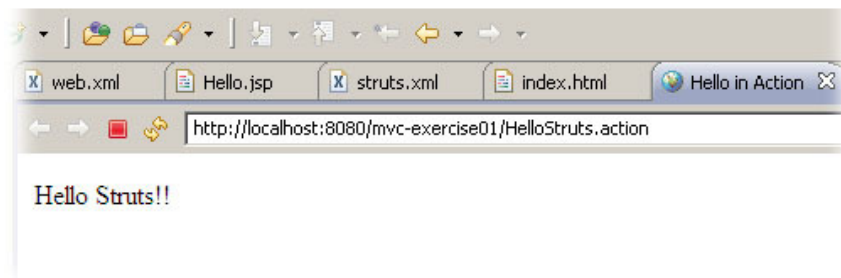 web.xml Hello.jsp struts.xml index.html Hello in Action
http://localhost:8080/mvc-exercise01/HelloStruts.action
Hello Struts!!